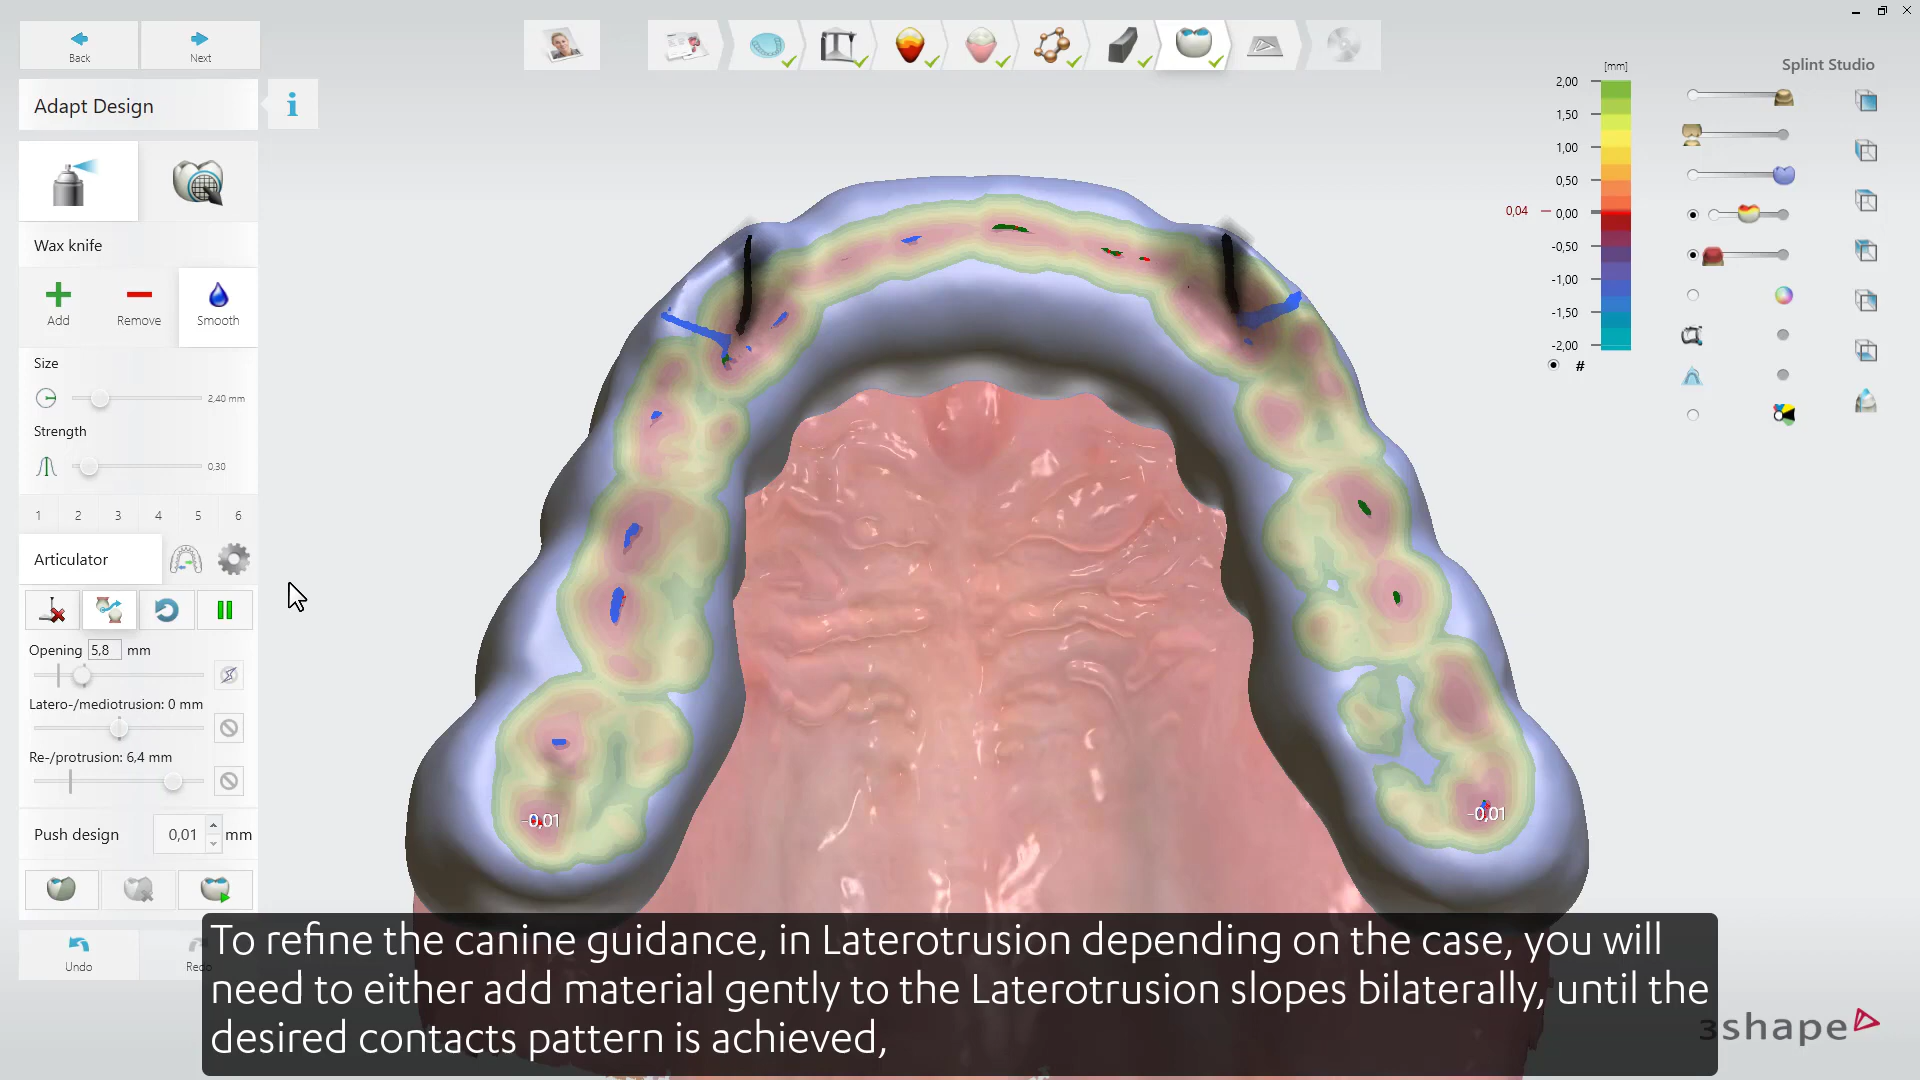 Back
Next
Splint Studio
Adapt Design
i
[mm]
2,00
1,50
1,00
0,50
0,04
0,00
-0,50
-1,00
-1,50
-2,00
#
Wax knife
Add
Remove
Smooth
Size
2,40 mm
Strength
0,30
1 2 3 4 5 6
Articulator
Opening 5,8 mm
Latero-/mediotrusion: 0 mm
Re-/protrusion: 6,4 mm
Push design 0,01 mm
-0,01
-0,01
Undo
Redo
To refine the canine guidance, in Laterotrusion depending on the case, you will
need to either add material gently to the Laterotrusion slopes bilaterally, until the
desired contacts pattern is achieved,
3shape